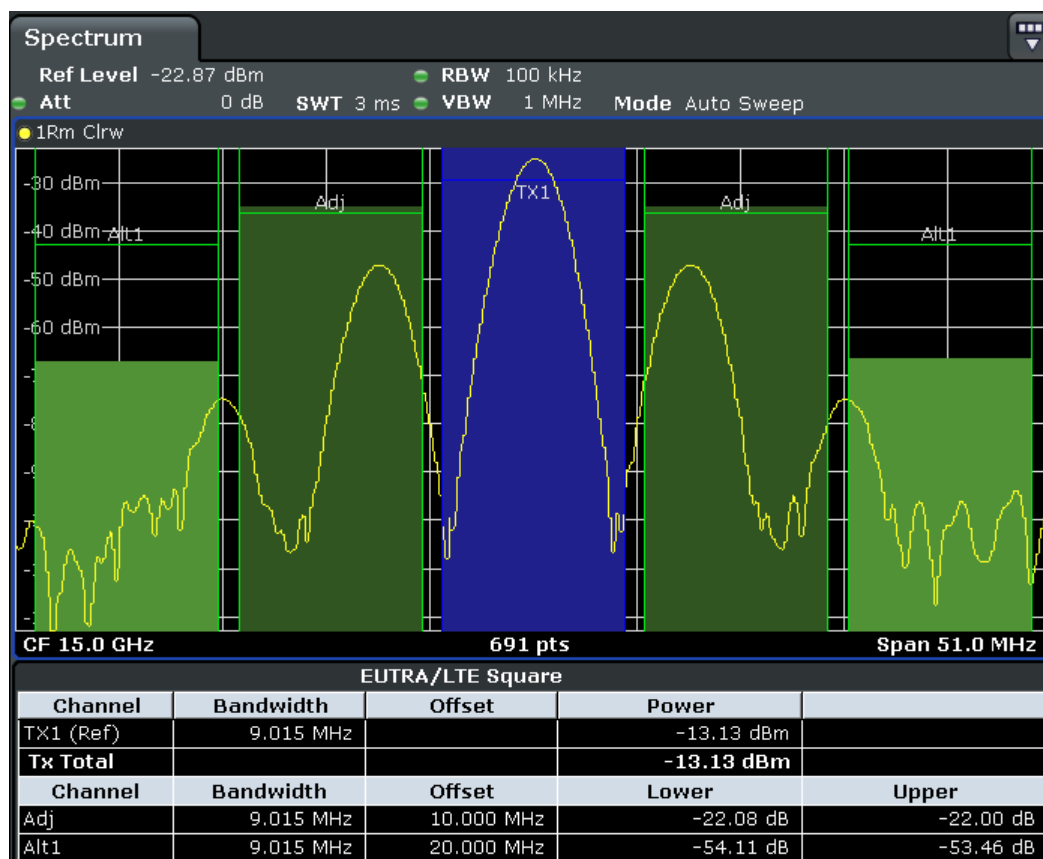 Spectrum
Ref Level -22.87 dBm RBW 100 kHz
Att 0 dB SWT 3 ms VBW 1 MHz Mode Auto Sweep
1Rm Clrw
-30 dBm
TX1
Adj Adj
-40 dBm Alt1 Alt1
-50 dBm
-60 dBm
CF 15.0 GHz 691 pts Span 51.0 MHz
EUTRA/LTE Square
Channel Bandwidth Offset Power
TX1 (Ref) 9.015 MHz -13.13 dBm
Tx Total -13.13 dBm
Channel Bandwidth Offset Lower Upper
Adj 9.015 MHz 10.000 MHz -22.08 dB -22.00 dB
Alt1 9.015 MHz 20.000 MHz -54.11 dB -53.46 dB